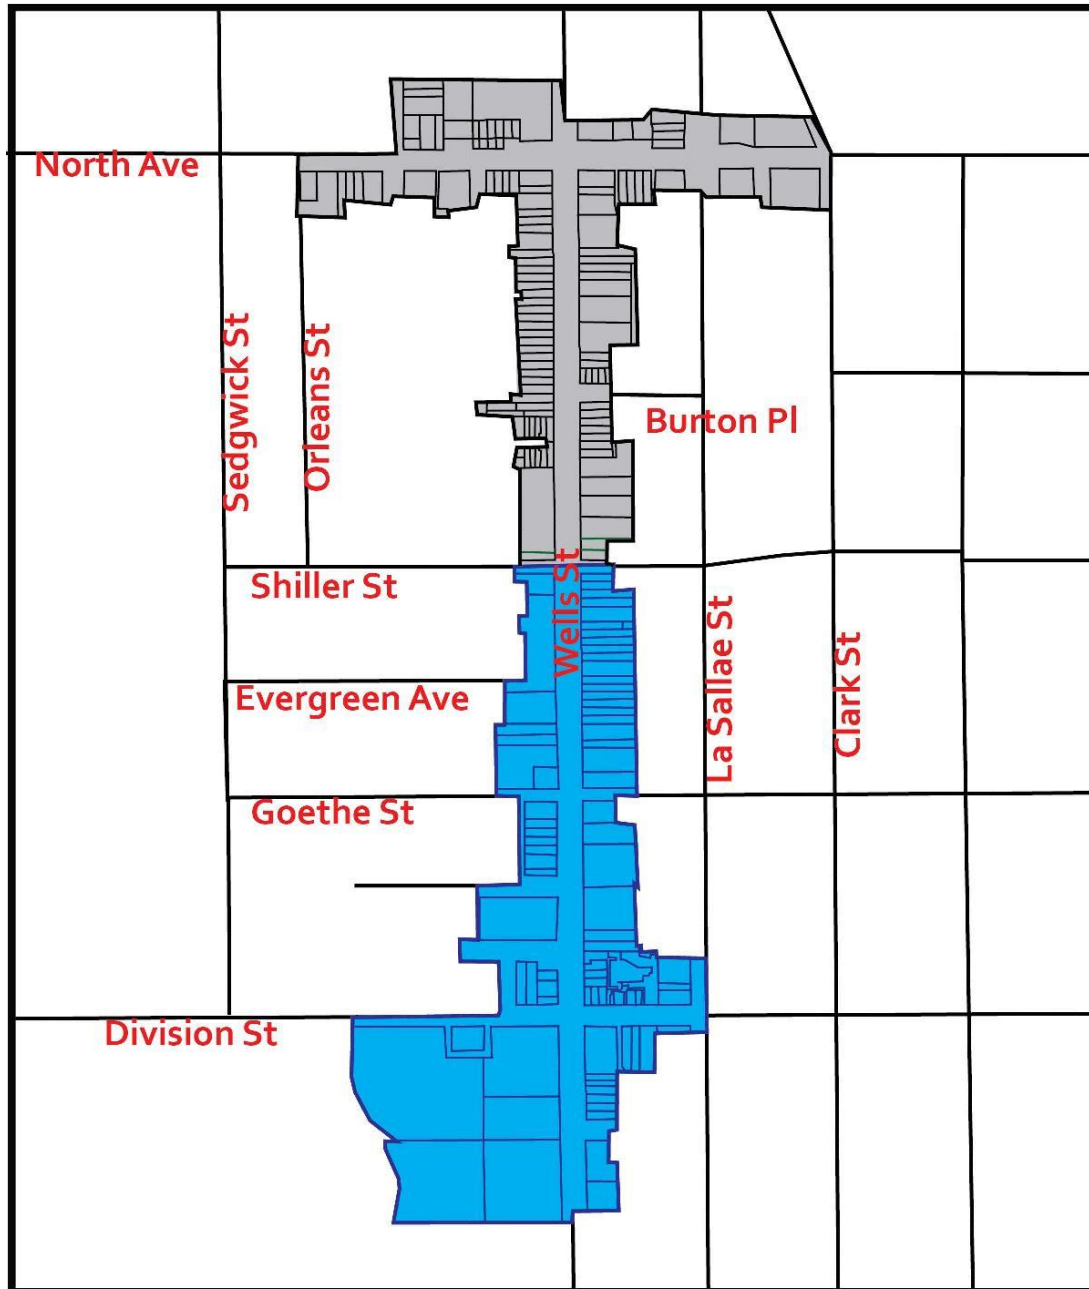 North Ave
Sedgwick St
Orleans St
Burton Pl
Wells St
Shiller St
La Sallae St
Clark St
Evergreen Ave
Goethe St
Division St